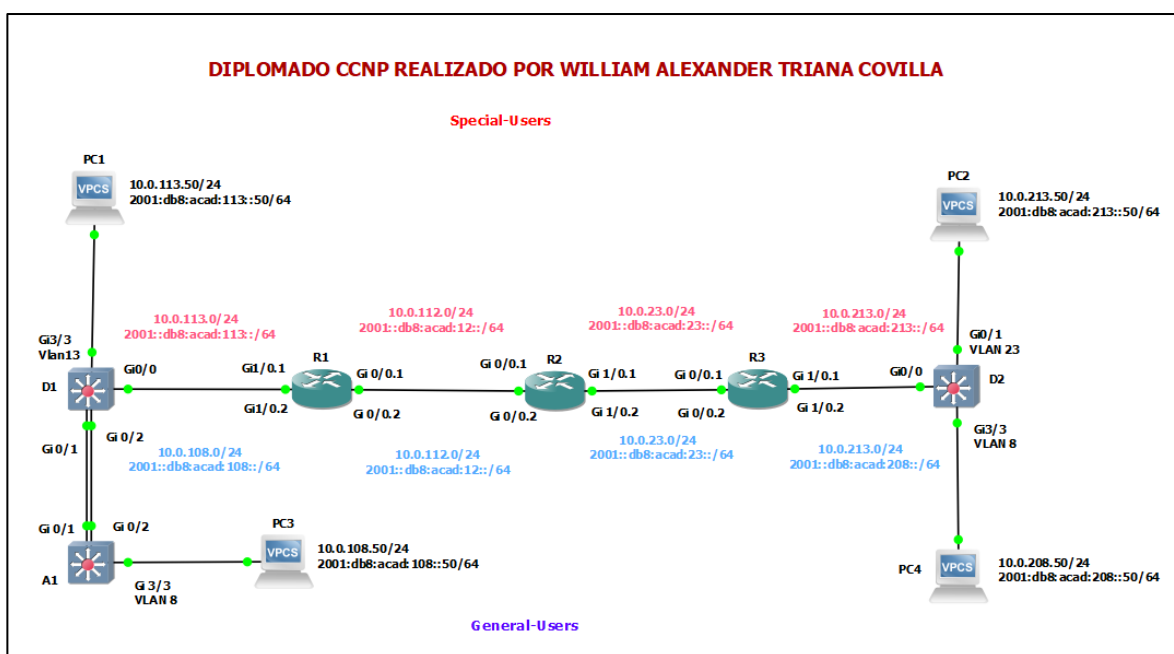 DIPLOMADO CCNP REALIZADO POR WILLIAM ALEXANDER TRIANA COVILLA
Special-Users
PC1
VPCS
10.0.113.50/24
2001:db8:acad:113::50/64
PC2
VPCS
10.0.213.50/24
2001:db8:acad:213::50/64
10.0.113.0/24
2001::db8:acad:113::/64
10.0.112.0/24
2001::db8:acad:12::/64
10.0.23.0/24
2001::db8:acad:23::/64
10.0.213.0/24
2001::db8:acad:213::/64
Gi3/3
Vlan13
D1
Gi0/0
Gi1/0.1
R1
Gi 0/0.1
Gi1/0.2
Gi 0/0.2
Gi 0/0.1
R2
Gi 1/0.1
Gi 0/0.2
Gi 1/0.2
Gi 0/0.1
R3
Gi 1/0.1
Gi 0/0.2
Gi 1/0.2
Gi0/0
Gi0/1
VLAN 23
D2
Gi3/3
VLAN 8
Gi 0/1
Gi 0/2
10.0.108.0/24
2001::db8:acad:108::/64
10.0.112.0/24
2001::db8:acad:12::/64
10.0.23.0/24
2001::db8:acad:23::/64
10.0.213.0/24
2001::db8:acad:208::/64
Gi 0/1
Gi 0/2
A1
Gi 3/3
VLAN 8
PC3
VPCS
10.0.108.50/24
2001:db8:acad:108::50/64
PC4
VPCS
10.0.208.50/24
2001:db8:acad:208::50/64
General-Users